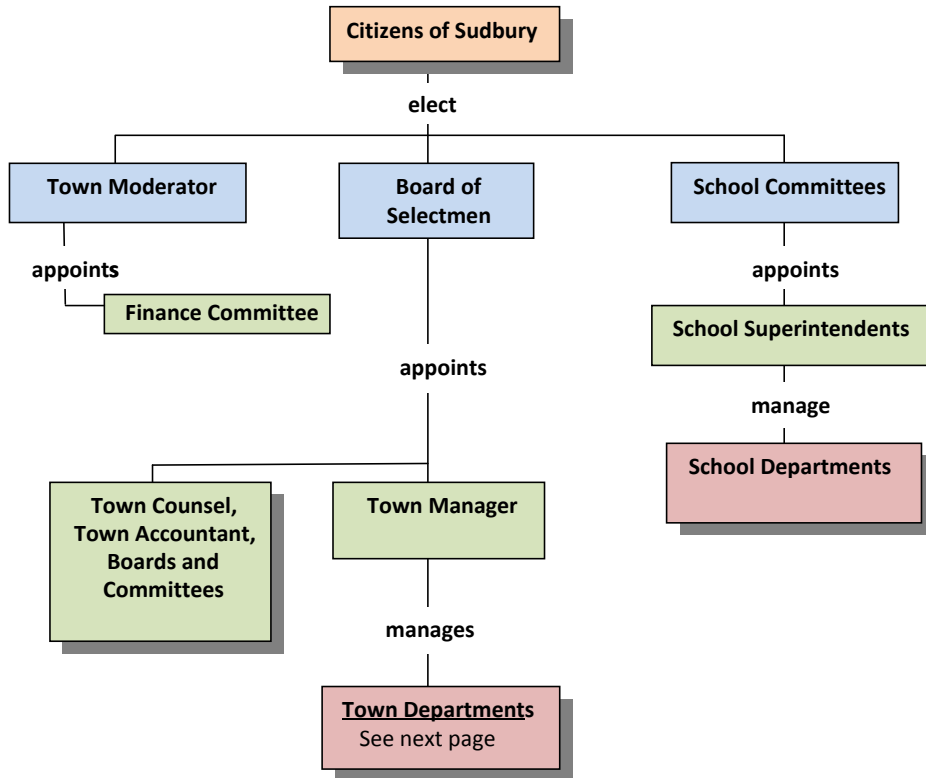 Citizens of Sudbury
elect
Town Moderator
Board of
Selectmen
School Committees
appoints
appoints
Finance Committee
School Superintendents
appoints
manage
School Departments
Town Counsel,
Town Accountant,
Boards and
Committees
Town Manager
manages
Town Departments
See next page